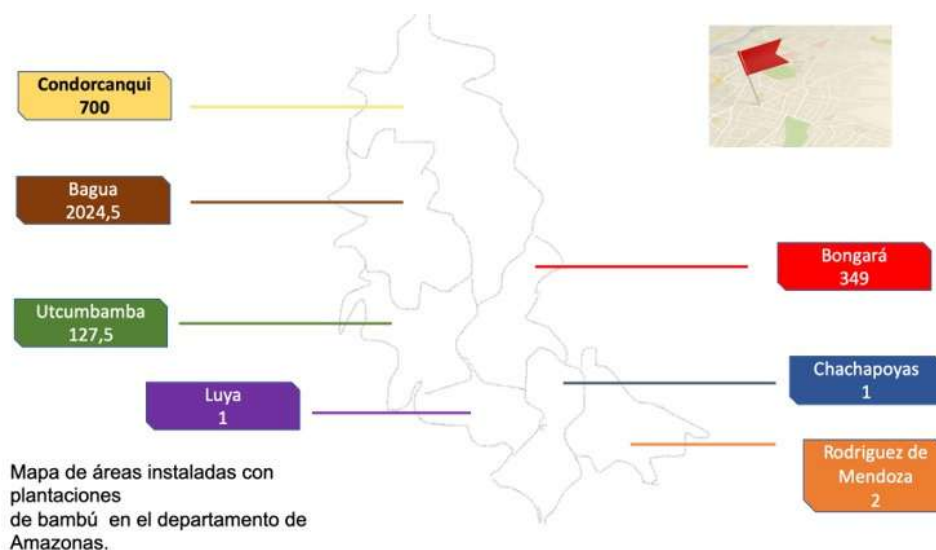 Condorcanqui
700
Bagua
2024,5
Bongará
349
Utcumbamba
127,5
Chachapoyas
1
Luya
1
Rodriguez de
Mendoza
2
Mapa de áreas instaladas con
plantaciones
de bambú en el departamento de
Amazonas.